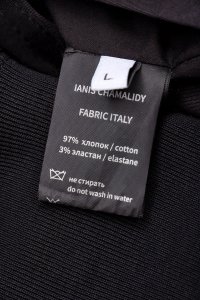 L
IANIS CHAMALIDY
FABRIC ITALY
97% хлопок / cotton
3% эластан / elastane
не стирать
do not wash in water